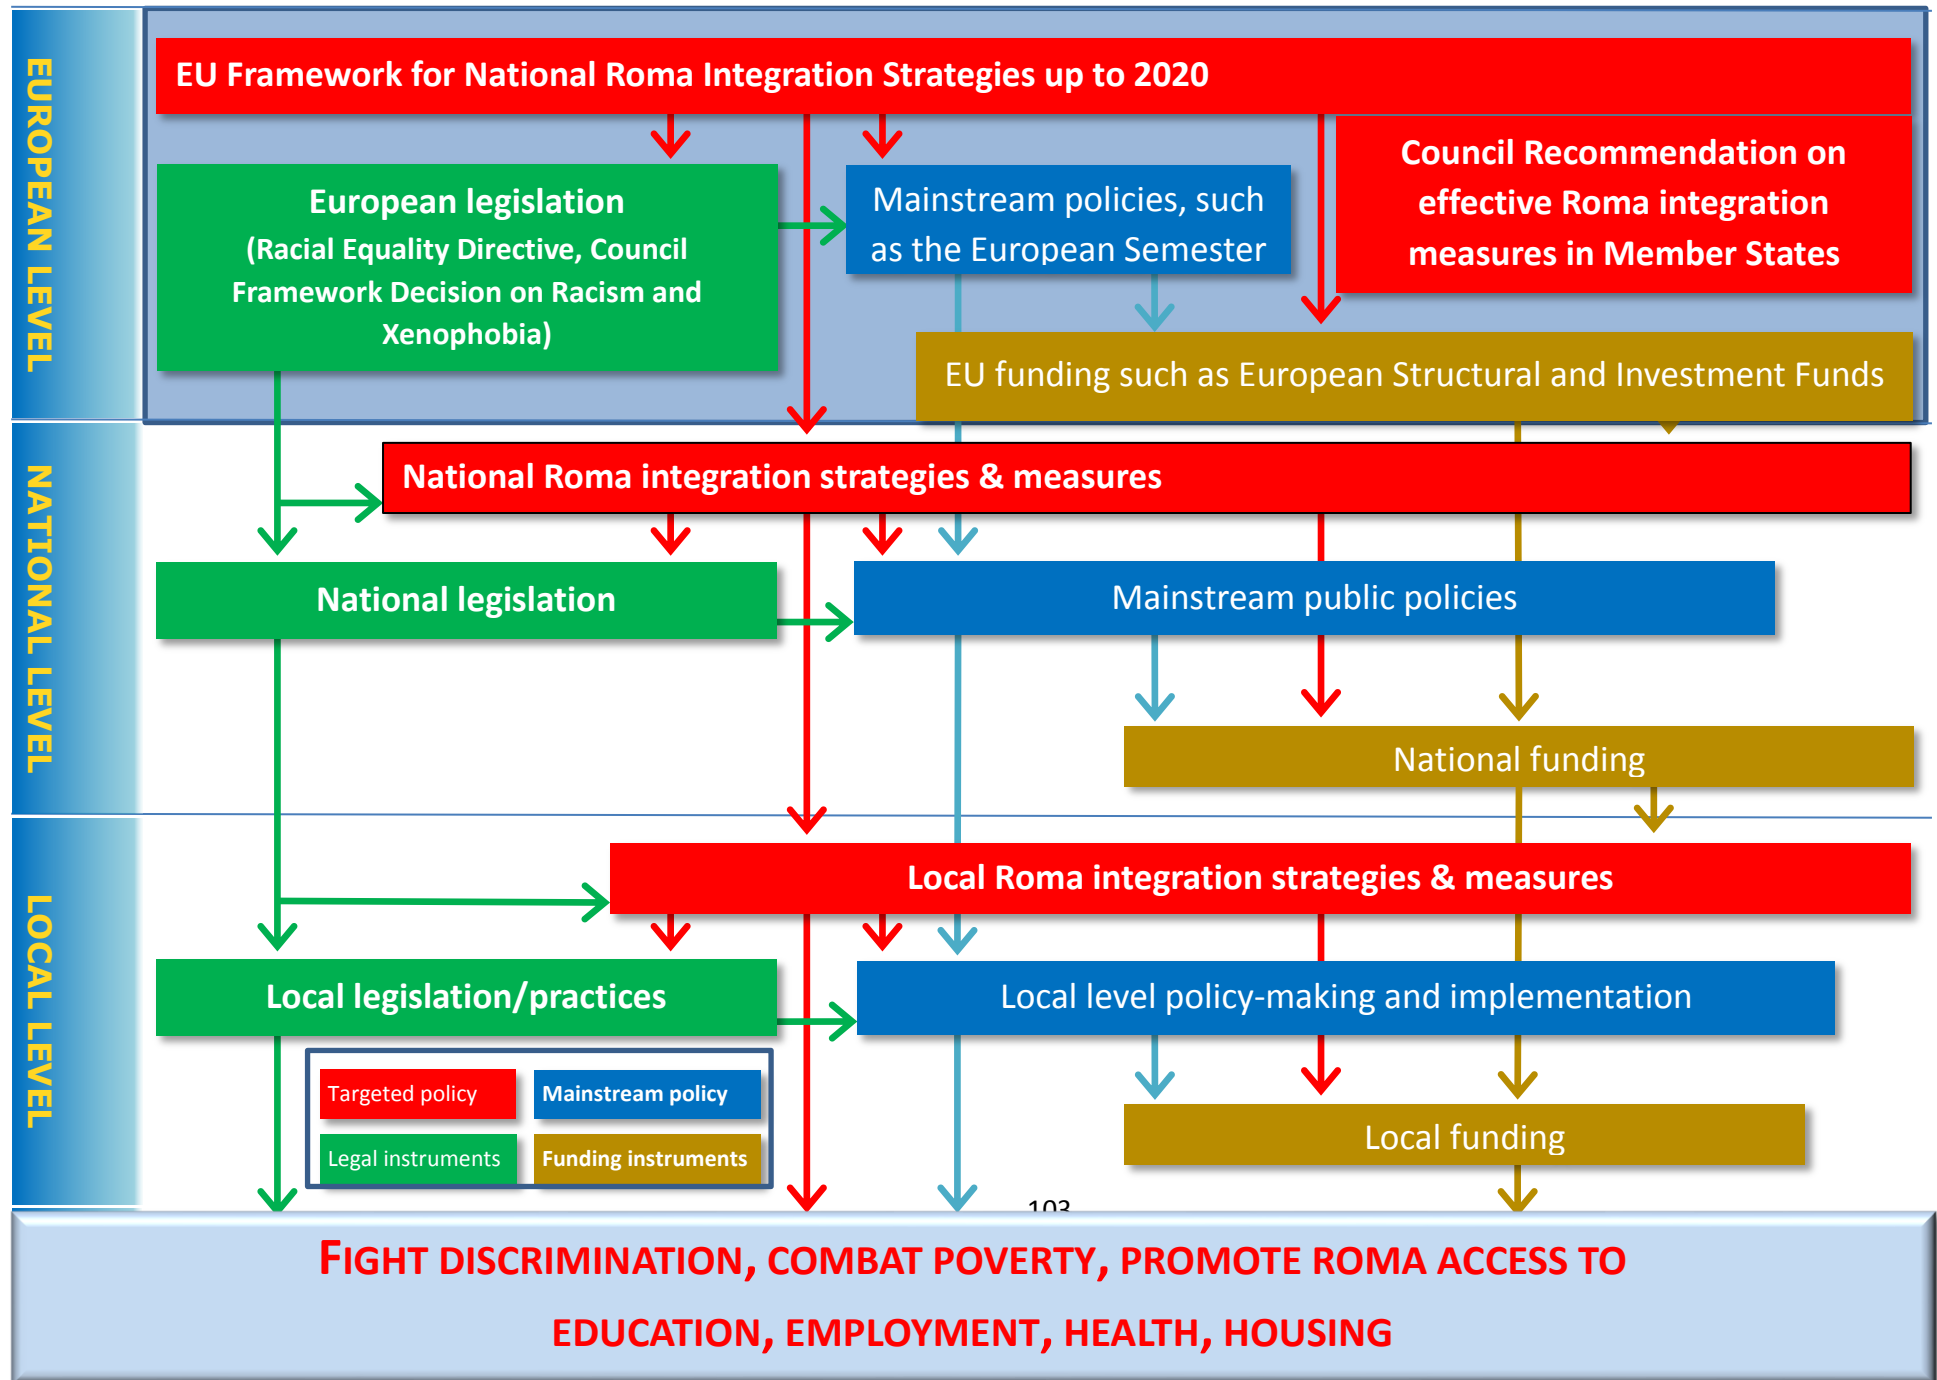 EUROPEAN LEVEL
EU Framework for National Roma Integration Strategies up to 2020
Council Recommendation on
effective Roma integration
measures in Member States
European legislation
(Racial Equality Directive, Council
Framework Decision on Racism and
Xenophobia)
Mainstream policies, such
as the European Semester
EU funding such as European Structural and Investment Funds
NATIONAL LEVEL
National Roma integration strategies & measures
National legislation
Mainstream public policies
National funding
LOCAL LEVEL
Local Roma integration strategies & measures
Local legislation/practices
Local level policy-making and implementation
Targeted policy
Mainstream policy
Legal instruments
Funding instruments
Local funding
103
FIGHT DISCRIMINATION, COMBAT POVERTY, PROMOTE ROMA ACCESS TO
EDUCATION, EMPLOYMENT, HEALTH, HOUSING